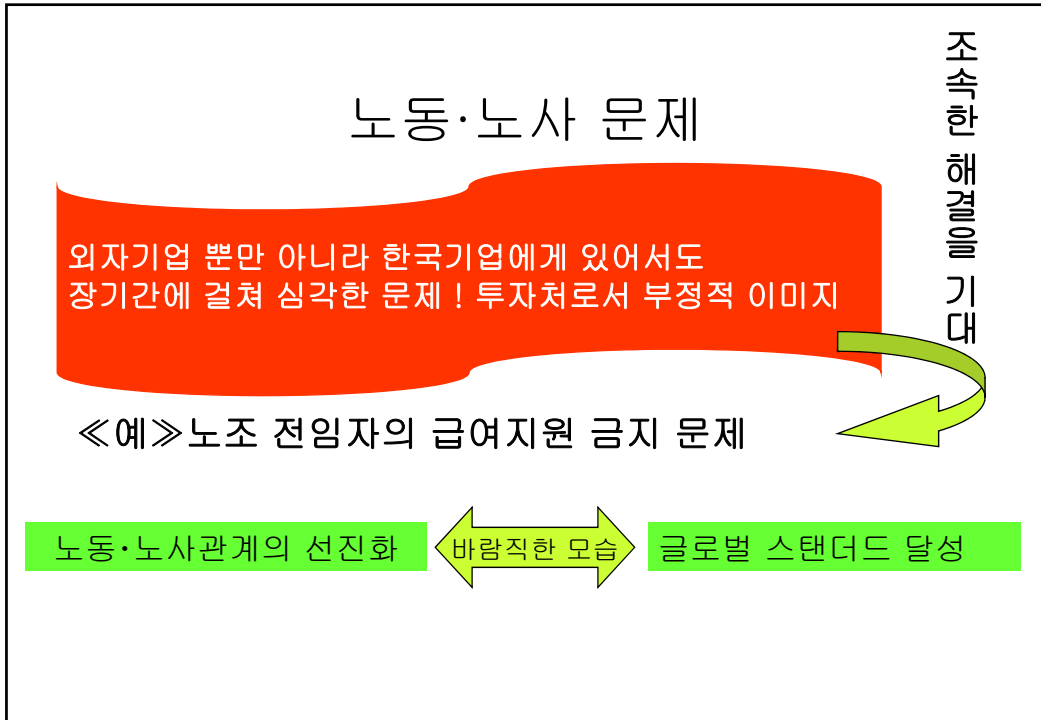 노동·노사 문제
조속한 해결을 기대
외자기업 뿐만 아니라 한국기업에게 있어서도
장기간에 걸쳐 심각한 문제 ! 투자처로서 부정적 이미지
≪예≫노조 전임자의 급여지원 금지 문제
노동·노사관계의 선진화
바람직한 모습
글로벌 스탠더드 달성